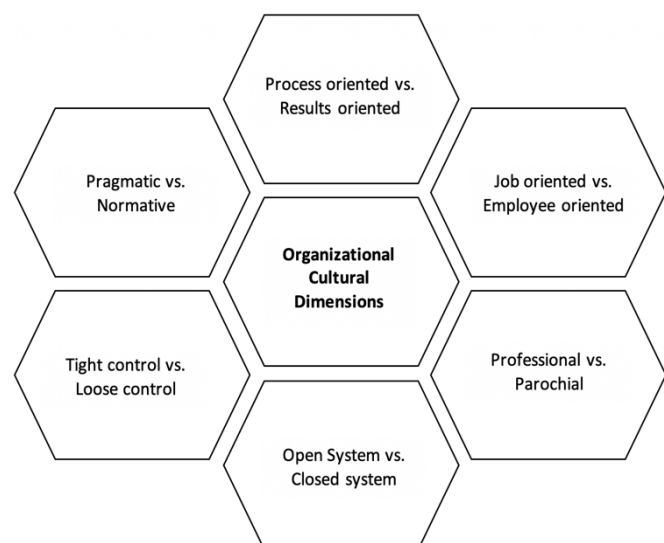 Process oriented vs.
Results oriented
Pragmatic vs.
Normative
Job oriented vs.
Employee oriented
Organizational
Cultural
Dimensions
Tight control vs.
Loose control
Professional vs.
Parochial
Open System vs.
Closed system